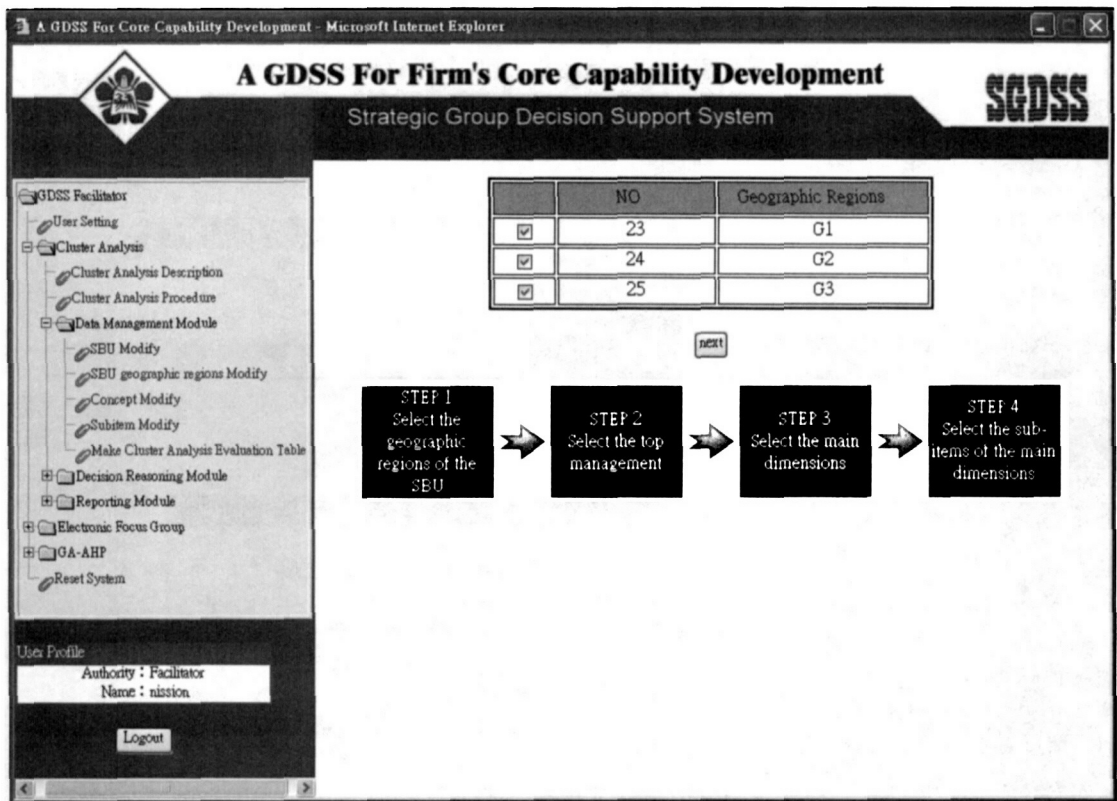 A GDSS For Core Capability Development - Microsoft Internet Explorer
A GDSS For Firm's Core Capability Development
SGDSS
Strategic Group Decision Support System
GDSS Facilitator
User Setting
Cluster Analysis
Cluster Analysis Description
Cluster Analysis Procedure
Data Management Module
SBU Modify
SBU geographic regions Modify
Concept Modify
Subitem Modify
Make Cluster Analysis Evaluation Table
Decision Reasoning Module
Reporting Module
Electronic Focus Group
GA-AHP
Reset System
User Profile
Authority : Facilitator
Name : nission
Logout
NO Geographic Regions
23 G1
24 G2
25 G3
next
STEP 1
Select the
geographic
regions of the
SBU
STEP 2
Select the top
management
STEP 3
Select the main
dimensions
STEP 4
Select the sub-
items of the main
dimensions